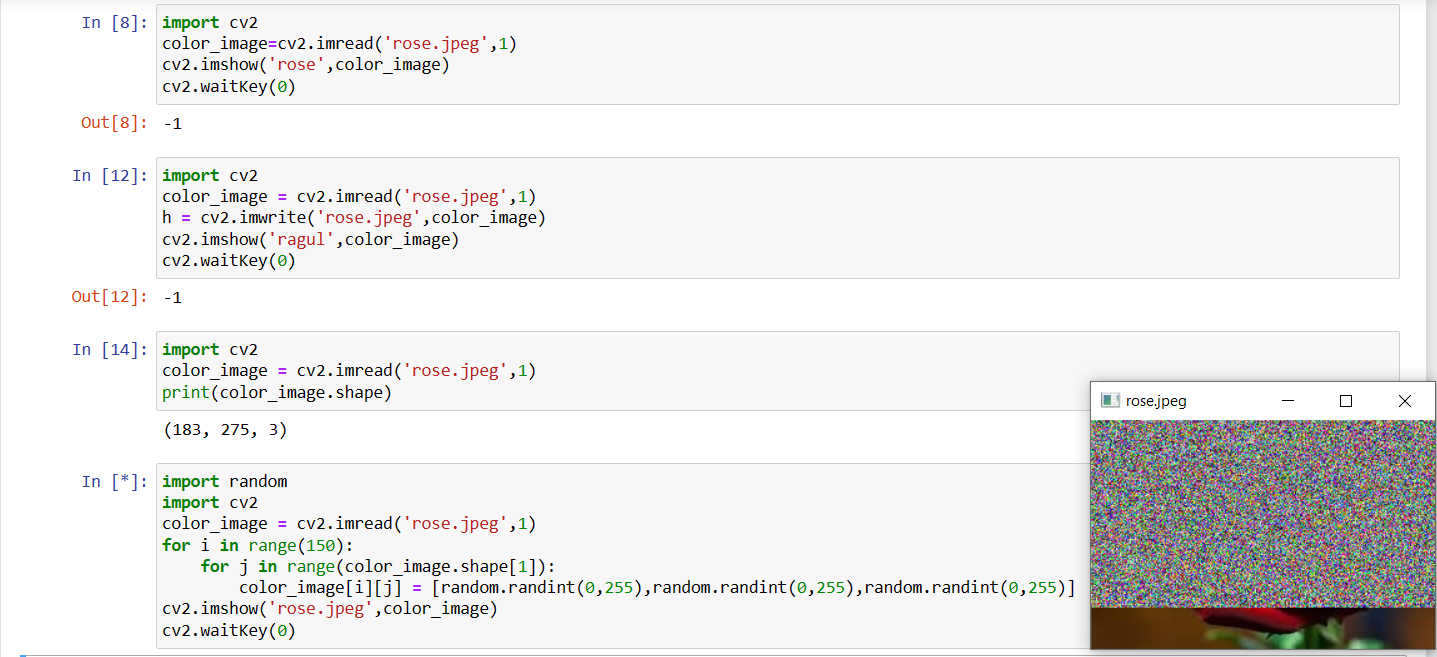 In [8]: import cv2
color_image=cv2.imread('rose.jpeg',1)
cv2.imshow('rose',color_image)
cv2.waitKey(0)
Out[8]: -1
In [12]: import cv2
color_image = cv2.imread('rose.jpeg',1)
h = cv2.imwrite('rose.jpeg',color_image)
cv2.imshow('ragul',color_image)
cv2.waitKey(0)
Out[12]: -1
In [14]: import cv2
color_image = cv2.imread('rose.jpeg',1)
print(color_image.shape)
(183, 275, 3)
In [*]: import random
import cv2
color_image = cv2.imread('rose.jpeg',1)
for i in range(150):
    for j in range(color_image.shape[1]):
        color_image[i][j] = [random.randint(0,255),random.randint(0,255),random.randint(0,255)]
cv2.imshow('rose.jpeg',color_image)
cv2.waitKey(0)
rose.jpeg